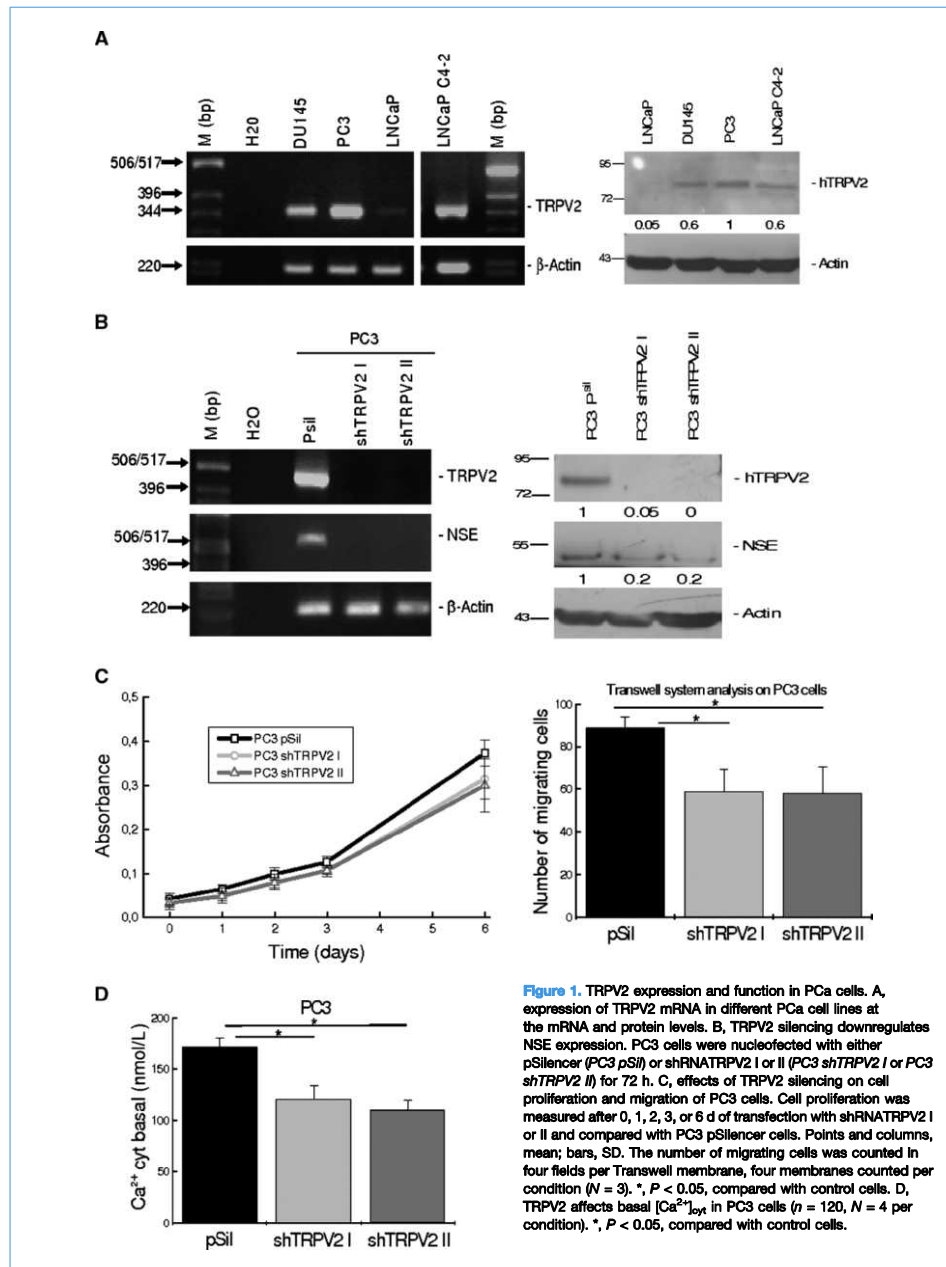 A
M (bp)
H20
DU145
PC3
LNCaP
LNCaP C4-2
M (bp)
506/517
396
344
- TRPV2
220
β-Actin
LNCaP
DU145
PC3
LNCaP C4-2
95
72
- hTRPV2
0.05 0.6 1 0.6
43
- Actin
B
PC3
M (bp)
H2O
Psil
shTRPV2 I
shTRPV2 II
506/517
396
- TRPV2
506/517
396
- NSE
220
- β-Actin
PC3 Psil
PC3 shTRPV2 I
PC3 shTRPV2 II
95
72
- hTRPV2
1 0.05 0
55
- NSE
1 0.2 0.2
43
- Actin
C
0,5
0,4
0,3
0,2
0,1
0,0
Absorbance
PC3 pSil
PC3 shTRPV2 I
PC3 shTRPV2 II
0 1 2 3 4 5 6
Time (days)
Transwell system analysis on PC3 cells
* *
100
80
60
40
20
0
Number of migrating cells
pSil shTRPV2 I shTRPV2 II
D
PC3
* *
200
150
100
50
0
Ca2+ cyt basal (nmol/L)
pSil shTRPV2 I shTRPV2 II
Figure 1. TRPV2 expression and function in PCa cells. A,
expression of TRPV2 mRNA in different PCa cell lines at
the mRNA and protein levels. B, TRPV2 silencing downregulates
NSE expression. PC3 cells were nucleofected with either
pSilencer (PC3 pSil) or shRNATRPV2 I or II (PC3 shTRPV2 I or PC3
shTRPV2 II) for 72 h. C, effects of TRPV2 silencing on cell
proliferation and migration of PC3 cells. Cell proliferation was
measured after 0, 1, 2, 3, or 6 d of transfection with shRNATRPV2 I
or II and compared with PC3 pSilencer cells. Points and columns,
mean; bars, SD. The number of migrating cells was counted in
four fields per Transwell membrane, four membranes counted per
condition (N = 3). *, P < 0.05, compared with control cells. D,
TRPV2 affects basal [Ca2+]cyt in PC3 cells (n = 120, N = 4 per
condition). *, P < 0.05, compared with control cells.